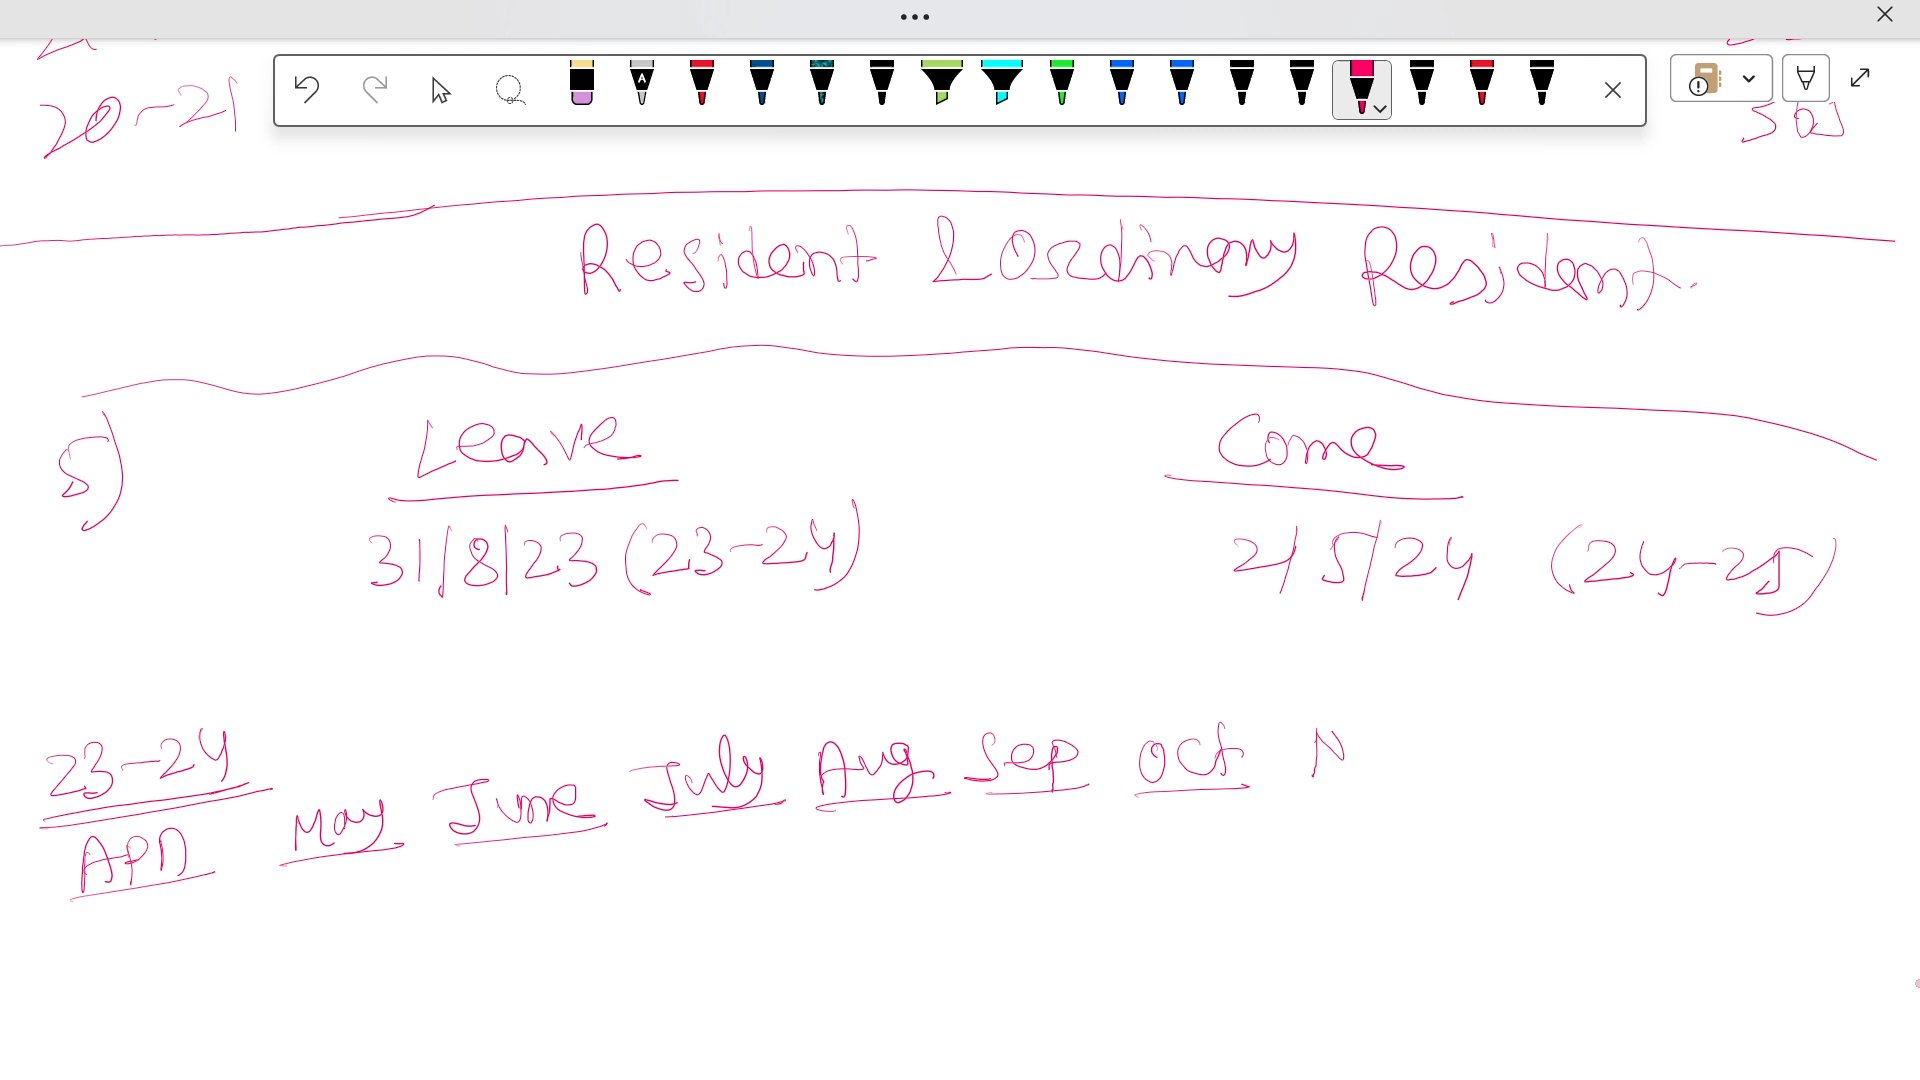 20-21
501
Resident & Ordinary Resident.
5) Leave Come
31/8/23 (23-24) 2/5/24 (24-25)
23-24
Apr May June July Aug Sep Oct N